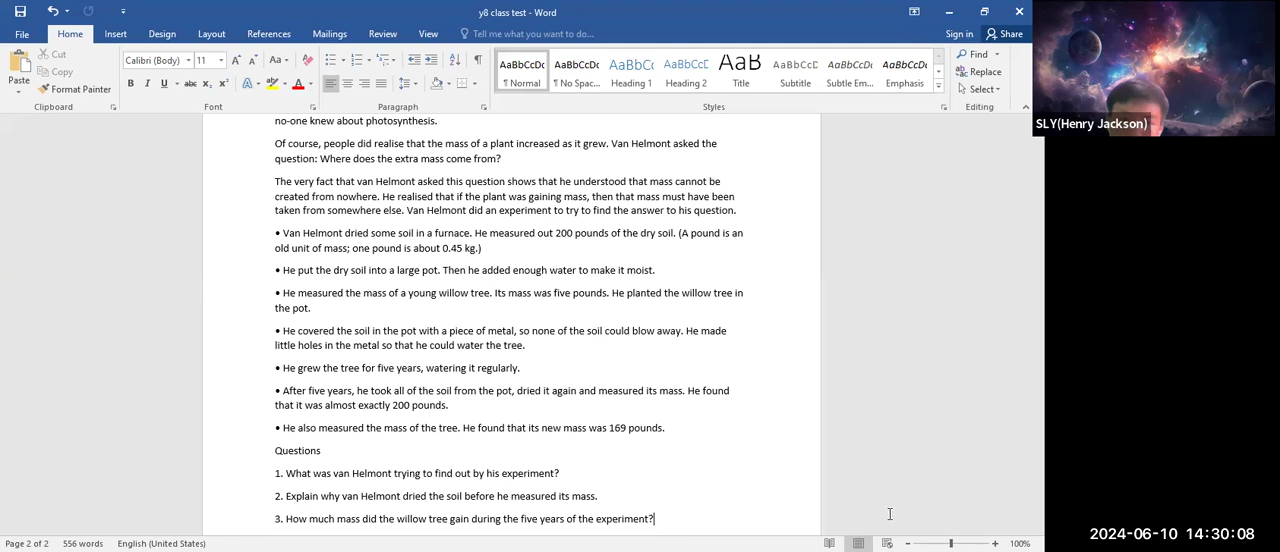 y8 class test - Word
File Home Insert Design Layout References Mailings Review View Tell me what you want to do... Sign in Share
Paste
Cut
Copy
Format Painter
Clipboard
Calibri (Body) 11
Font
Paragraph
AaBbCcDc AaBbCcDc AaBbCc AaBbCcD AaB AaBbCcD AaBbCcDc AaBbCcDc
¶ Normal ¶ No Spac... Heading 1 Heading 2 Title Subtitle Subtle Em... Emphasis
Styles
Find
Replace
Select
Editing
SLY(Henry Jackson)
no-one knew about photosynthesis.
Of course, people did realise that the mass of a plant increased as it grew. Van Helmont asked the
question: Where does the extra mass come from?
The very fact that van Helmont asked this question shows that he understood that mass cannot be
created from nowhere. He realised that if the plant was gaining mass, then that mass must have been
taken from somewhere else. Van Helmont did an experiment to try to find the answer to his question.
• Van Helmont dried some soil in a furnace. He measured out 200 pounds of the dry soil. (A pound is an
old unit of mass; one pound is about 0.45 kg.)
• He put the dry soil into a large pot. Then he added enough water to make it moist.
• He measured the mass of a young willow tree. Its mass was five pounds. He planted the willow tree in
the pot.
• He covered the soil in the pot with a piece of metal, so none of the soil could blow away. He made
little holes in the metal so that he could water the tree.
• He grew the tree for five years, watering it regularly.
• After five years, he took all of the soil from the pot, dried it again and measured its mass. He found
that it was almost exactly 200 pounds.
• He also measured the mass of the tree. He found that its new mass was 169 pounds.
Questions
1. What was van Helmont trying to find out by his experiment?
2. Explain why van Helmont dried the soil before he measured its mass.
3. How much mass did the willow tree gain during the five years of the experiment?
Page 2 of 2 556 words English (United States) 100%
2024-06-10 14:30:08